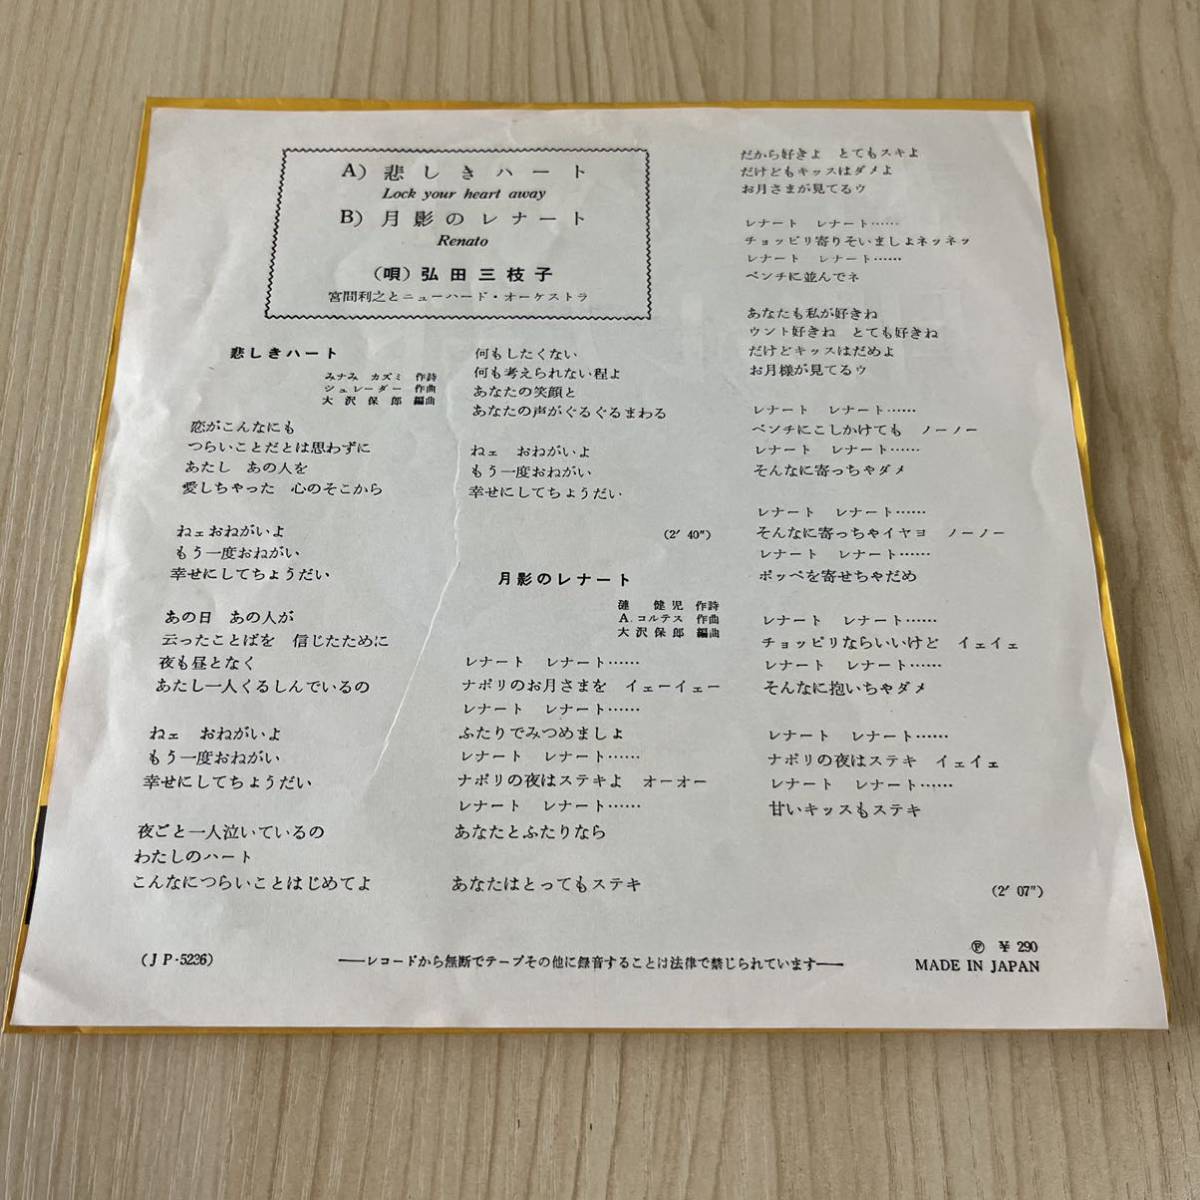 A) 悲しきハート
Lock your heart away
B) 月影のレナート
Renato
(唄) 弘田三枝子
宮間利之とニューハード・オーケストラ
悲しきハート
みナみ カズミ 作詩
シュレーダー 作曲
大沢保郎 編曲
恋がこんなにも
つらいことだとは思わずに
あたし あの人を
愛しちゃった 心のそこから
ねェおねがいよ
もう一度おねがい
幸せにしてちょうだい
あの日 あの人が
云ったことばを 信じたために
夜も昼となく
あたし一人くるしんでいるの
ねェ おねがいよ
もう一度おねがい
幸せにしてちょうだい
夜ごと一人泣いているの
わたしのハート
こんなにつらいことはじめてよ
何もしたくない
何も考えられない程よ
あなたの笑顔と
あなたの声がぐるぐるまわる
ねェ おねがいよ
もう一度おねがい
幸せにしてちょうだい
(2′ 40″)
月影のレナート
漣 健児 作詩
A.コルテス 作曲
大沢保郎 編曲
レナート レナート……
ナポリのお月さまを イェーイェー
レナート レナート……
ふたりでみつめましょ
レナート レナート……
ナポリの夜はステキよ オーオー
レナート レナート……
あなたとふたりなら
あなたはとってもステキ
だから好きよ とてもスキよ
だけどもキッスはダメよ
お月さまが見てるウ
レナート レナート……
チョッピリ寄りそいましょネッネッ
レナート レナート……
ベンチに並んでネ
あなたも私が好きね
ウント好きね とても好きね
だけどキッスはだめよ
お月様が見てるウ
レナート レナート……
ベンチにこしかけても ノーノー
レナート レナート……
そんなに寄っちゃダメ
レナート レナート……
そんなに寄っちゃイヤヨ ノーノー
レナート レナート……
ポッペを寄せちゃだめ
レナート レナート……
チョッピリならいいけど イェイェ
レナート レナート……
そんなに抱いちゃダメ
レナート レナート……
ナポリの夜はステキ イェイェ
レナート レナート……
甘いキッスもステキ
(2′ 07″)
(JP-5226)
──レコードから無断でテープその他に録音することは法律で禁じられています──
Ⓟ ¥ 290
MADE IN JAPAN